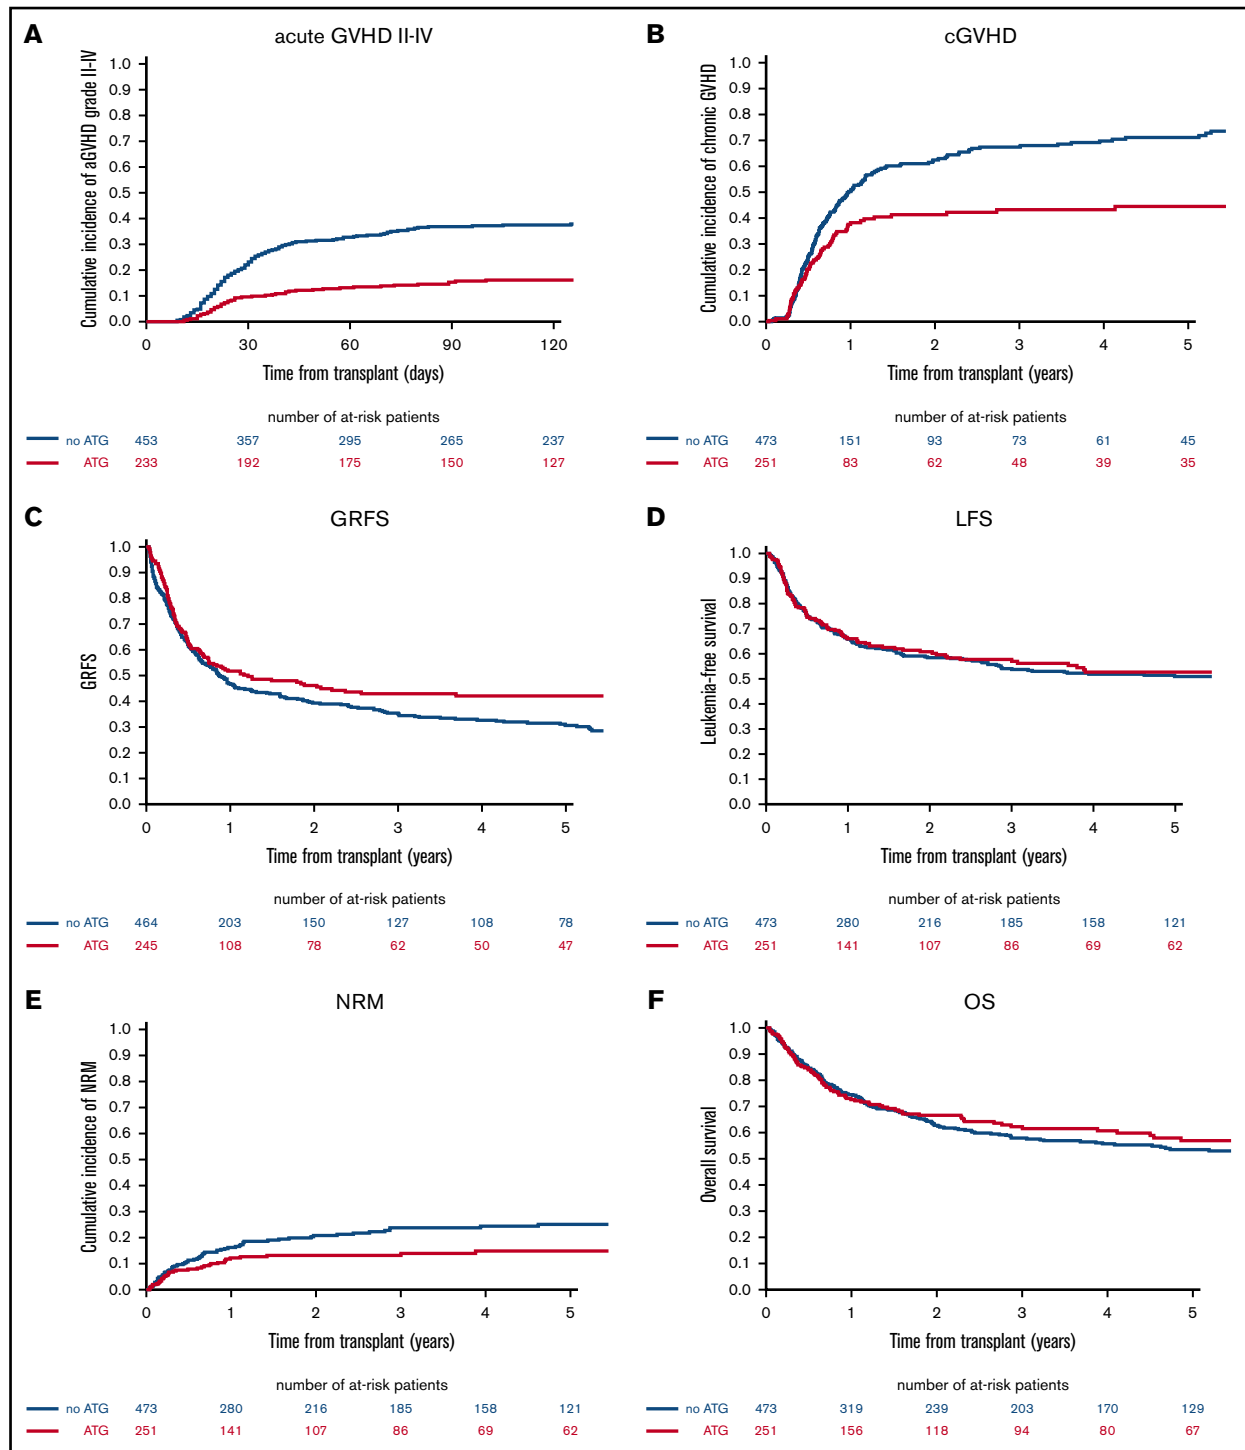 A
acute GVHD II-IV
Cumulative incidence of aGVHD grade II-IV
1.0
0.9
0.8
0.7
0.6
0.5
0.4
0.3
0.2
0.1
0.0
0 30 60 90 120
Time from transplant (days)
number of at-risk patients
no ATG 453 357 295 265 237
ATG 233 192 175 150 127
B
cGVHD
Cumulative incidence of chronic GVHD
1.0
0.9
0.8
0.7
0.6
0.5
0.4
0.3
0.2
0.1
0.0
0 1 2 3 4 5
Time from transplant (years)
number of at-risk patients
no ATG 473 151 93 73 61 45
ATG 251 83 62 48 39 35
C
GRFS
GRFS
1.0
0.9
0.8
0.7
0.6
0.5
0.4
0.3
0.2
0.1
0.0
0 1 2 3 4 5
Time from transplant (years)
number of at-risk patients
no ATG 464 203 150 127 108 78
ATG 245 108 78 62 50 47
D
LFS
Leukemia-free survival
1.0
0.9
0.8
0.7
0.6
0.5
0.4
0.3
0.2
0.1
0.0
0 1 2 3 4 5
Time from transplant (years)
number of at-risk patients
no ATG 473 280 216 185 158 121
ATG 251 141 107 86 69 62
E
NRM
Cumulative incidence of NRM
1.0
0.9
0.8
0.7
0.6
0.5
0.4
0.3
0.2
0.1
0.0
0 1 2 3 4 5
Time from transplant (years)
number of at-risk patients
no ATG 473 280 216 185 158 121
ATG 251 141 107 86 69 62
F
OS
Overall survival
1.0
0.9
0.8
0.7
0.6
0.5
0.4
0.3
0.2
0.1
0.0
0 1 2 3 4 5
Time from transplant (years)
number of at-risk patients
no ATG 473 319 239 203 170 129
ATG 251 156 118 94 80 67